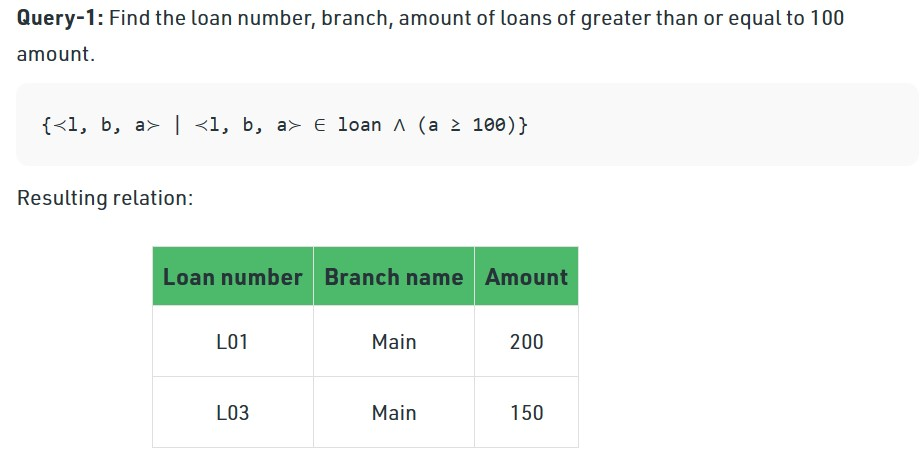 Query-1: Find the loan number, branch, amount of loans of greater than or equal to 100
amount.
{≺l, b, a≻ | ≺l, b, a≻ ∈ loan ∧ (a ≥ 100)}
Resulting relation:
Loan number Branch name Amount
L01 Main 200
L03 Main 150